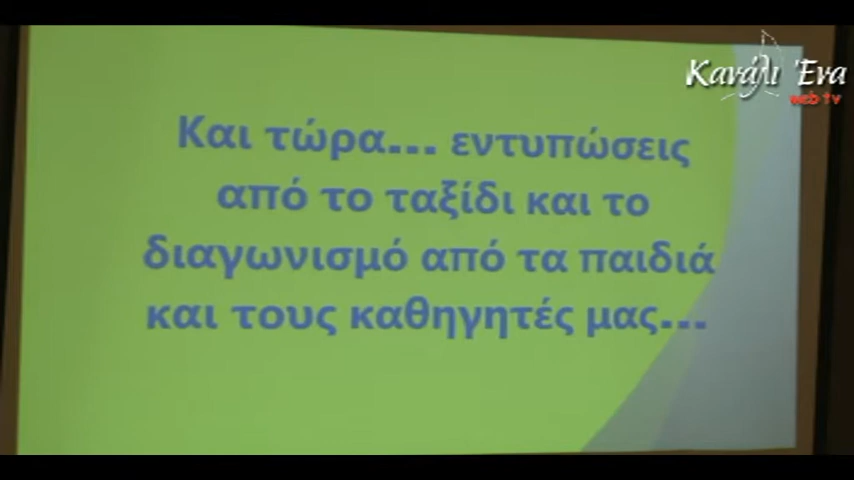 Κανάλι Ένα
web tv
Και τώρα... εντυπώσεις
από το ταξίδι και το
διαγωνισμό από τα παιδιά
και τους καθηγητές μας...